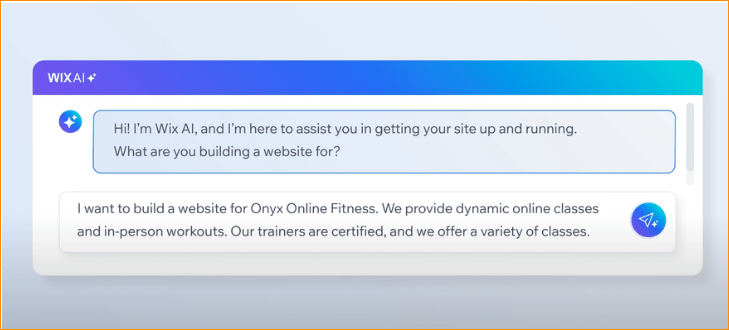 WIX AI
Hi! I'm Wix AI, and I'm here to assist you in getting your site up and running.
What are you building a website for?
I want to build a website for Onyx Online Fitness. We provide dynamic online classes
and in-person workouts. Our trainers are certified, and we offer a variety of classes.